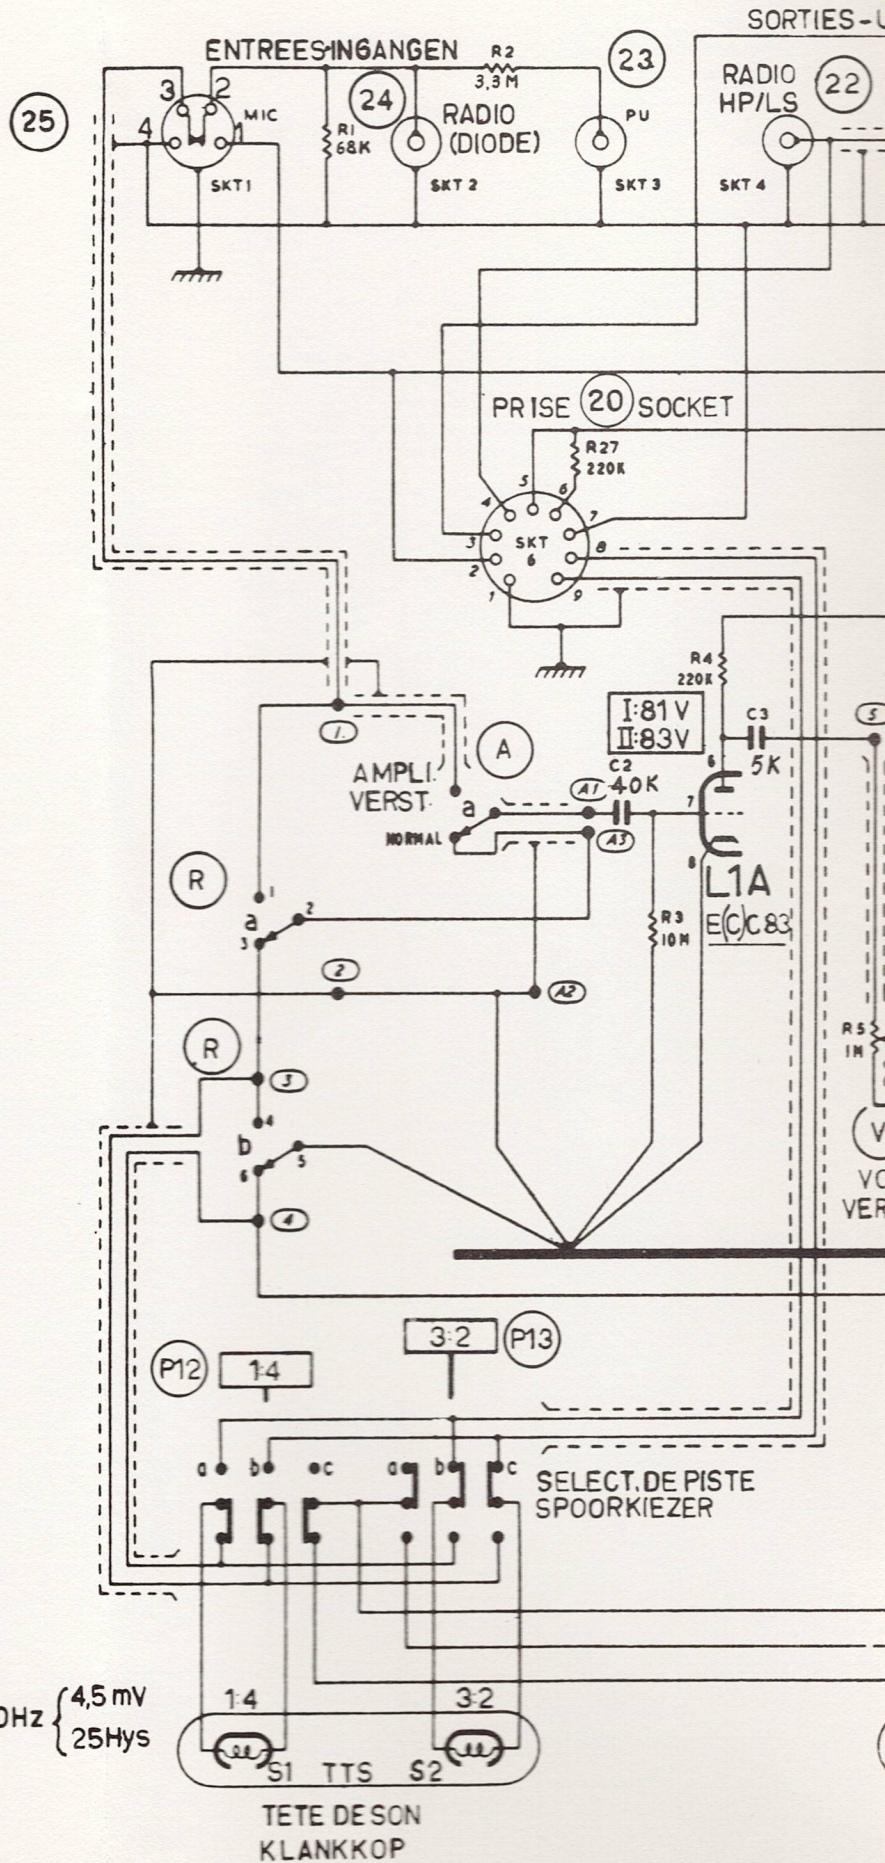 SORTIES-U
ENTREESINGANGEN
R2
3,3M
23
RADIO
HP/LS
22
25
3
2
MIC
24
RADIO
(DIODE)
PU
4
1
R1
68K
SKT1
SKT 2
SKT 3
SKT 4
PRISE 20 SOCKET
R27
220K
5
4
6
7
3
SKT
6
8
2
1
9
R4
220K
I:81V
II:83V
C3
5K
5
1.
A
AMPLI.
VERST.
C2
40K
A1
6
a
7
NORMAL
A3
8
L1A
E(C)C83
R
1
a
2
3
R3
10M
2
A2
R
R5
1M
3
4
b
5
6
V
VO
VER
4
P12
1:4
3:2
P13
a
b
c
a
b
c
SELECT.DE PISTE
SPOORKIEZER
0Hz
4,5mV
25Hys
1:4
3:2
S1 TTS S2
TETE DE SON
KLANKKOP